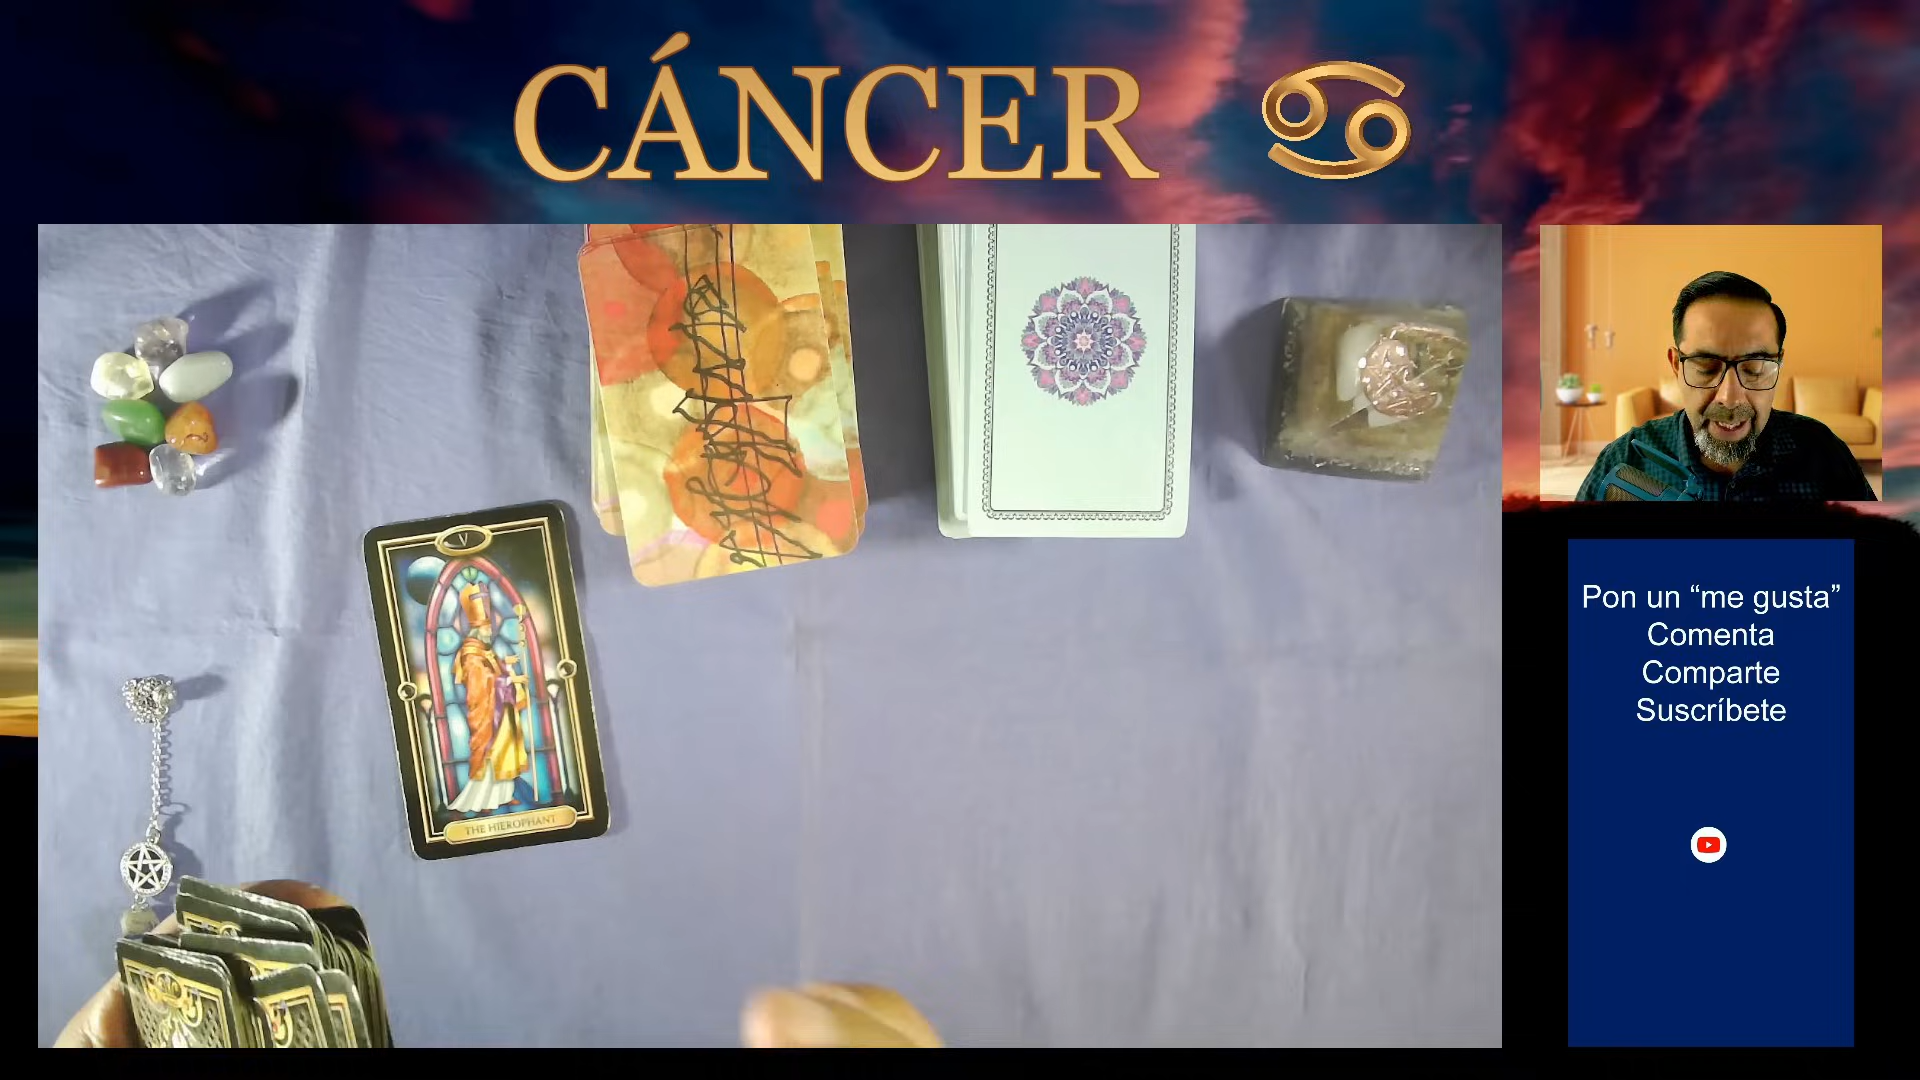 CÁNCER
V
THE HIEROPHANT
Pon un “me gusta”
Comenta
Comparte
Suscríbete